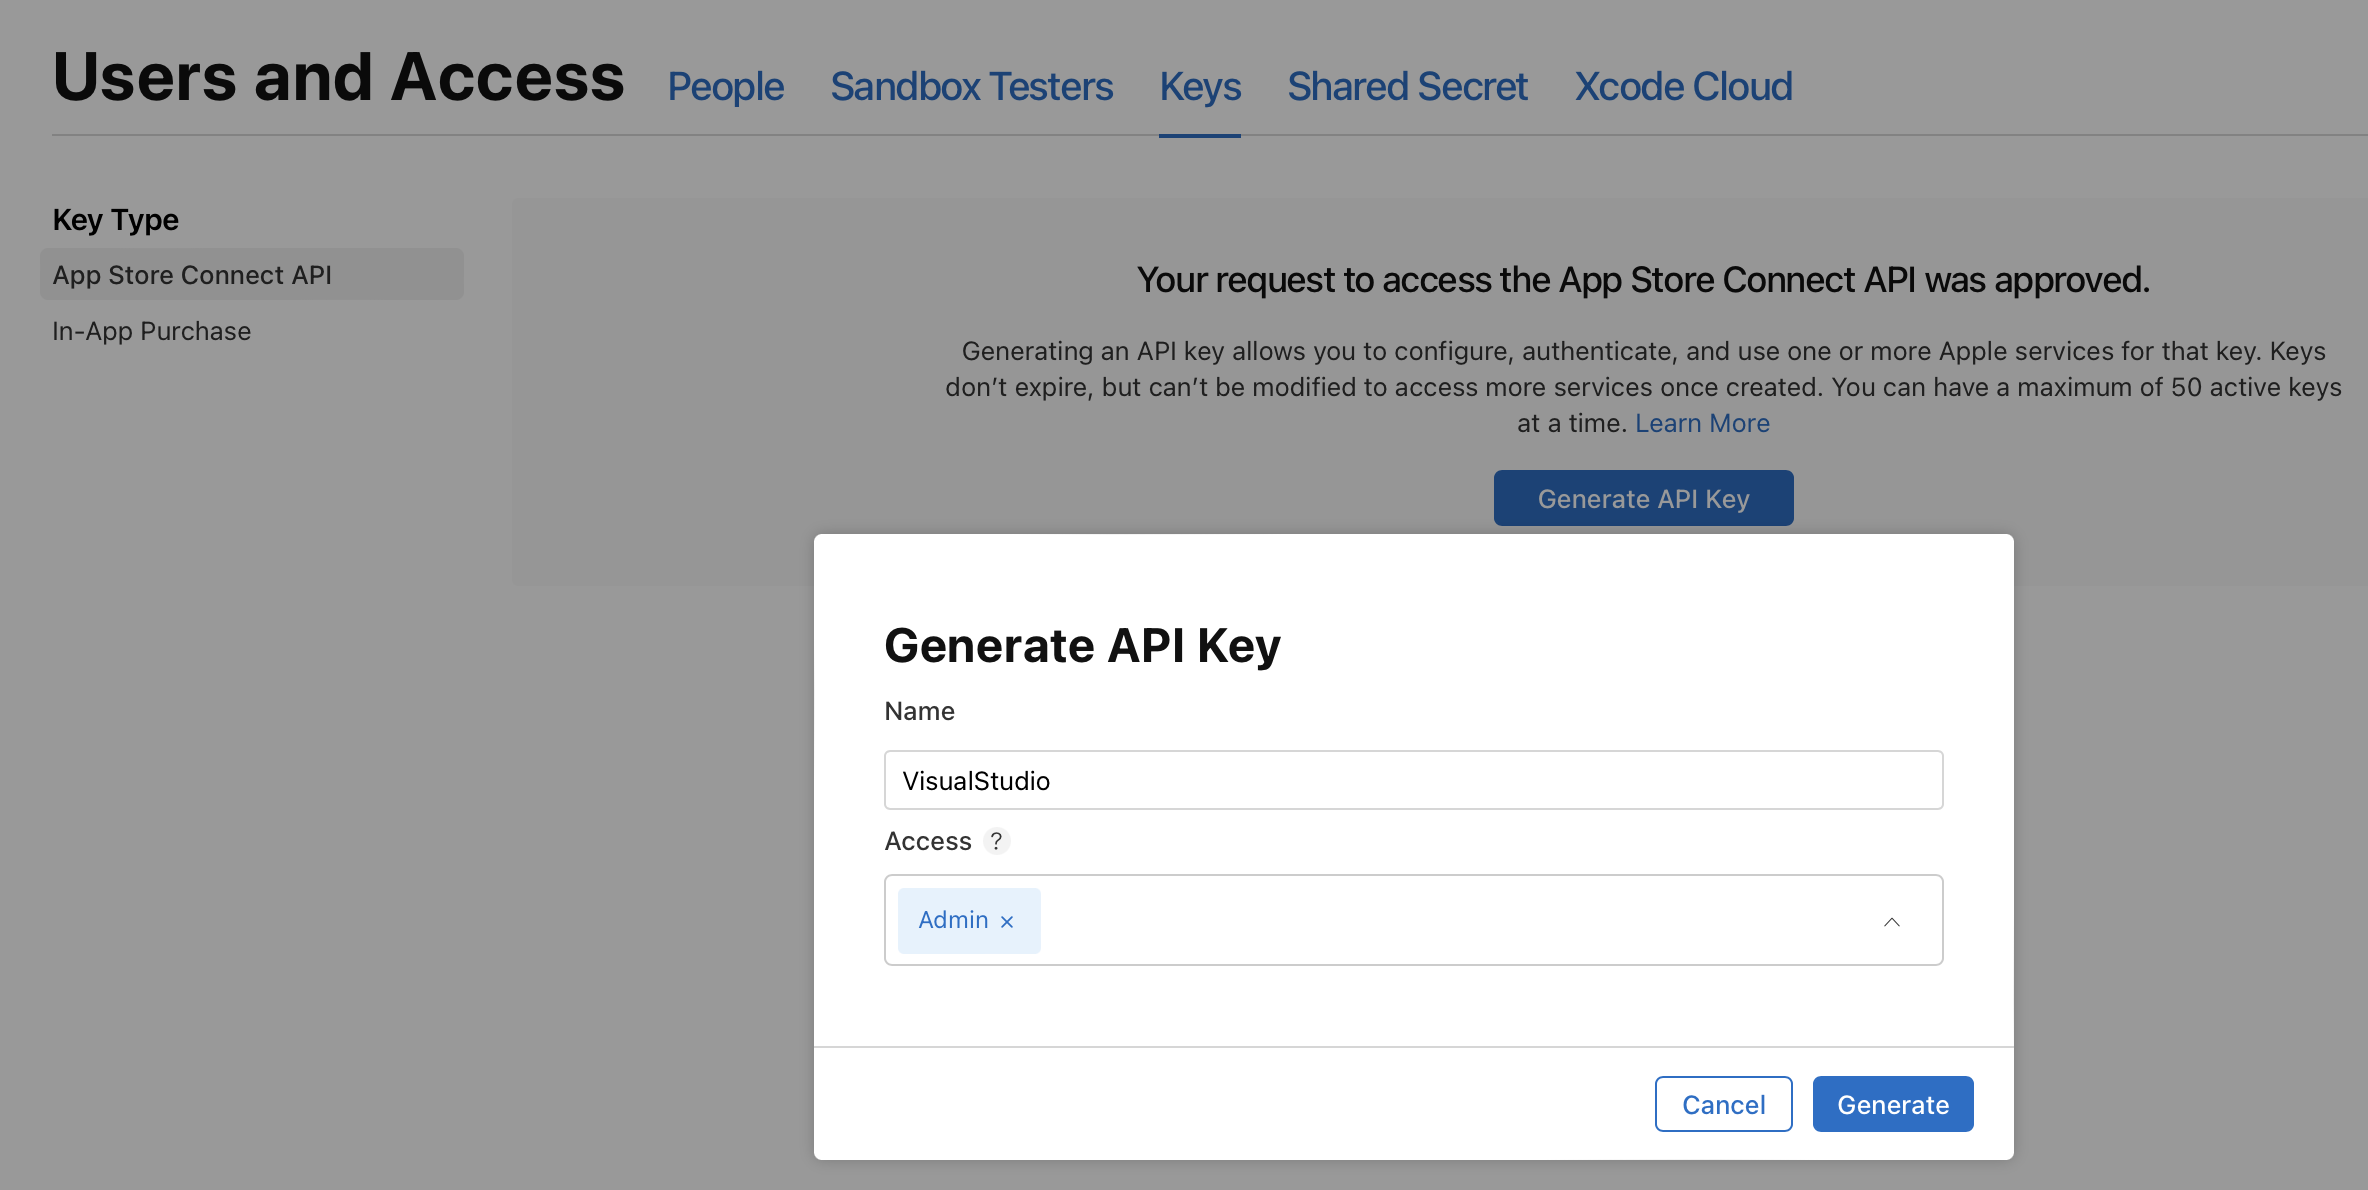 Users and Access People Sandbox Testers Keys Shared Secret Xcode Cloud
Key Type
App Store Connect API
In-App Purchase
Your request to access the App Store Connect API was approved.
Generating an API key allows you to configure, authenticate, and use one or more Apple services for that key. Keys
don’t expire, but can’t be modified to access more services once created. You can have a maximum of 50 active keys
at a time. Learn More
Generate API Key
Generate API Key
Name
VisualStudio
Access ?
Admin ×
Cancel Generate